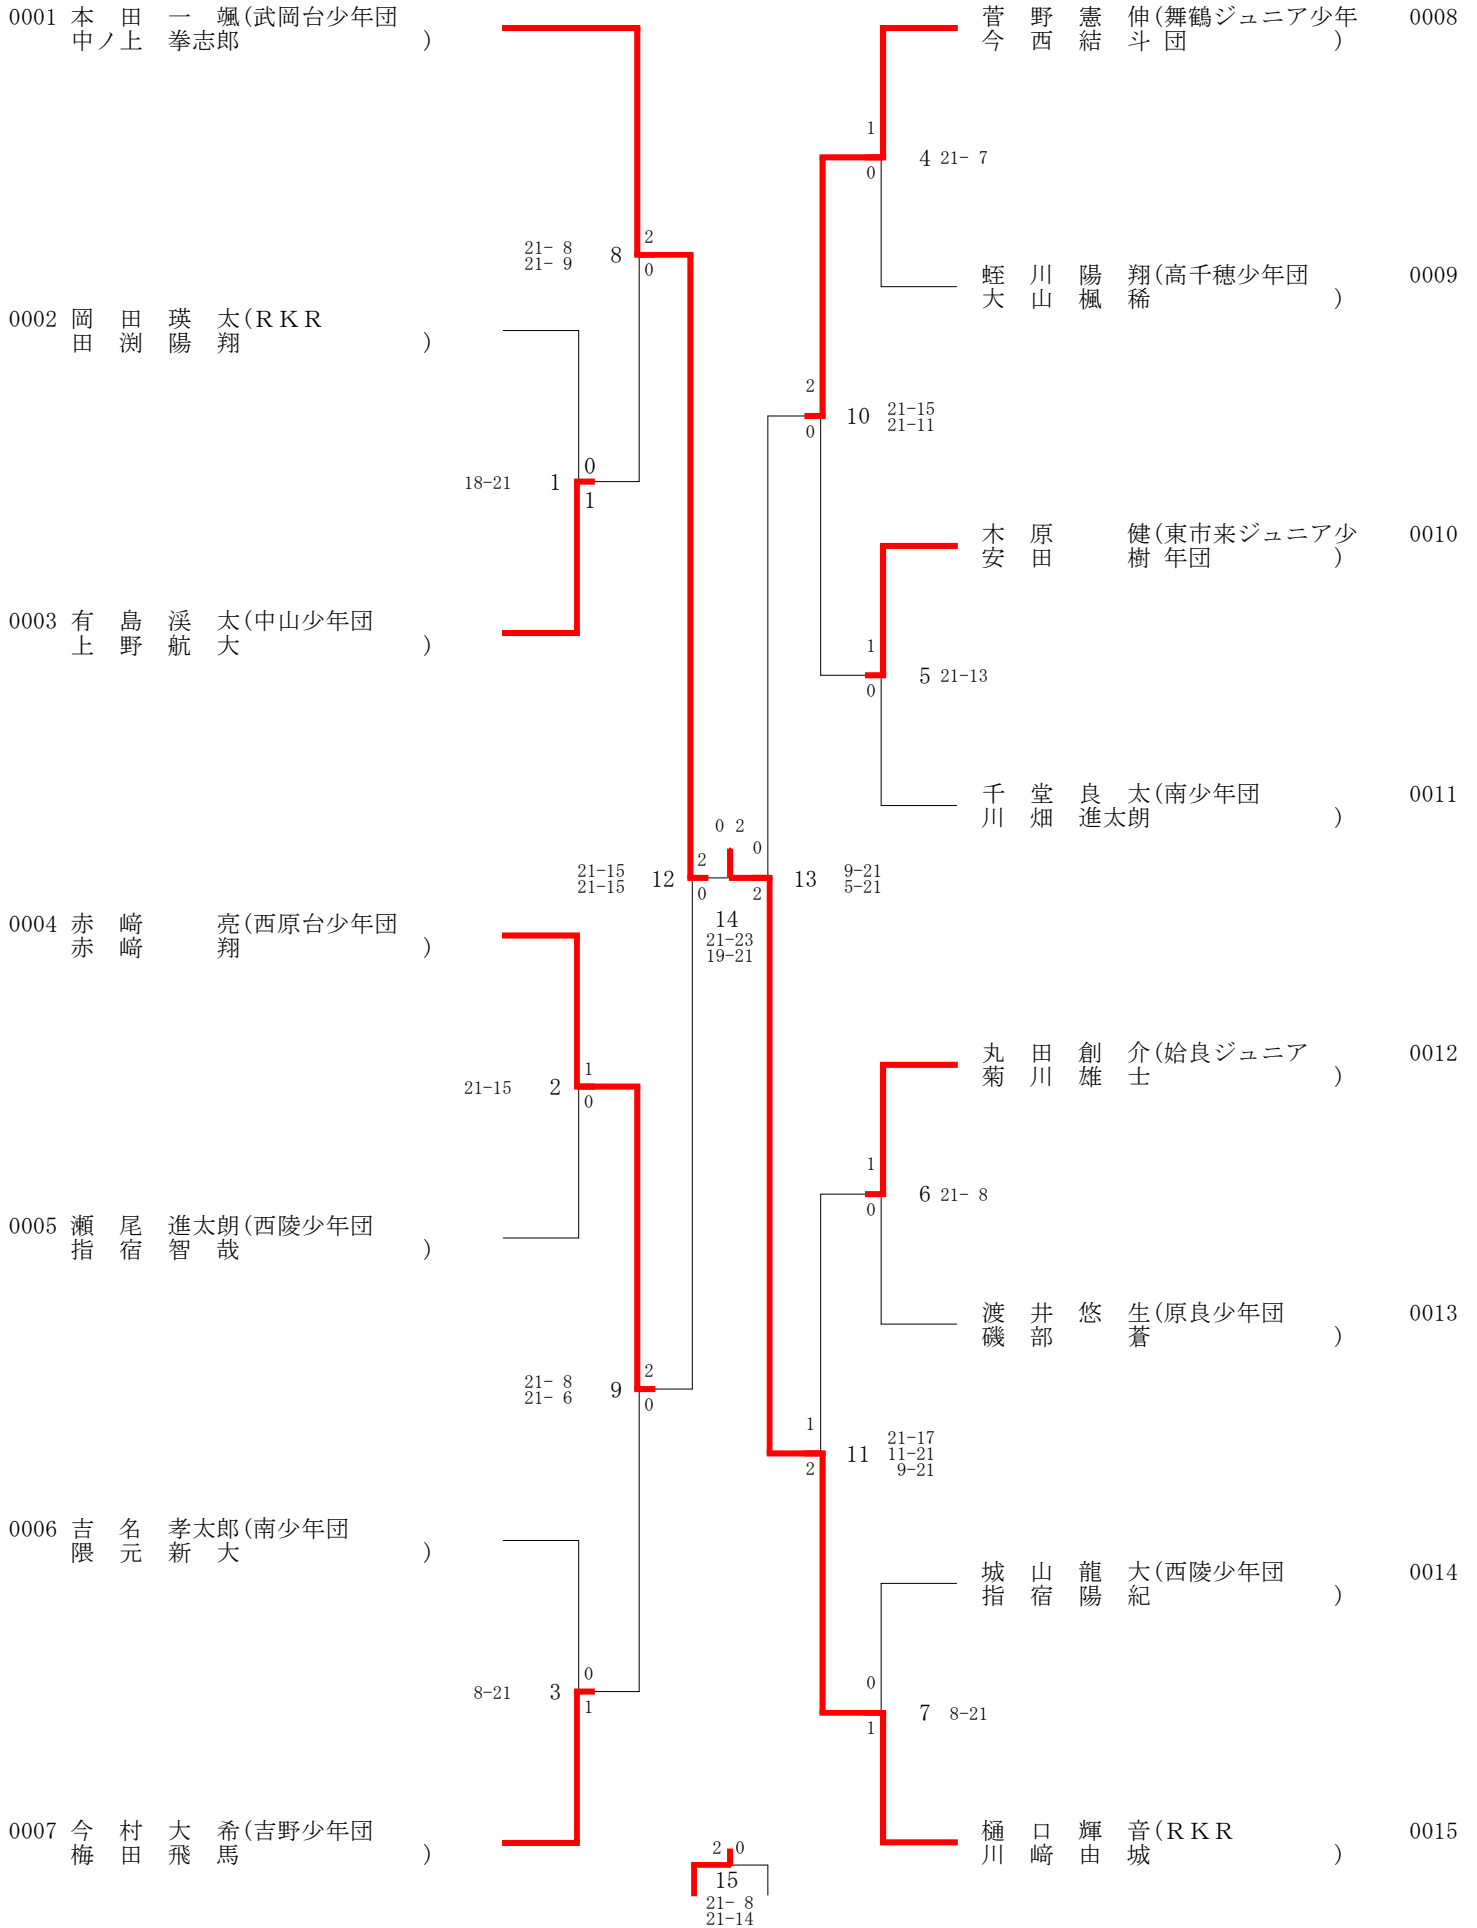 0001 本 田 一 颯(武岡台少年団
中ノ上 拳志郎 )
21- 8
21- 9
8
2
0
0002 岡 田 瑛 太(RKR
田 渕 陽 翔 )
18-21
1
0
1
0003 有 島 渓 太(中山少年団
上 野 航 大 )
21-15
21-15
12
2
0
0004 赤 﨑 亮(西原台少年団
赤 﨑 翔 )
21-15
2
1
0
0005 瀬 尾 進太朗(西陵少年団
指 宿 智 哉 )
21- 8
21- 6
9
2
0
0006 吉 名 孝太郎(南少年団
隈 元 新 大 )
8-21
3
0
1
0007 今 村 大 希(吉野少年団
梅 田 飛 馬 )
0 2
14
21-23
19-21
2 0
15
21- 8
21-14
菅 野 憲 伸(舞鶴ジュニア少年 0008
今 西 結 斗 団 )
1
0
4 21- 7
蛭 川 陽 翔(高千穂少年団 0009
大 山 楓 稀 )
2
0
10
21-15
21-11
木 原 健(東市来ジュニア少 0010
安 田 樹 年団 )
1
0
5 21-13
千 堂 良 太(南少年団 0011
川 畑 進太朗 )
0
2
13
9-21
5-21
丸 田 創 介(姶良ジュニア 0012
菊 川 雄 士 )
1
0
6 21- 8
渡 井 悠 生(原良少年団 0013
磯 部 蒼 )
1
2
11
21-17
11-21
9-21
城 山 龍 大(西陵少年団 0014
指 宿 陽 紀 )
0
1
7 8-21
樋 口 輝 音(RKR 0015
川 﨑 由 城 )